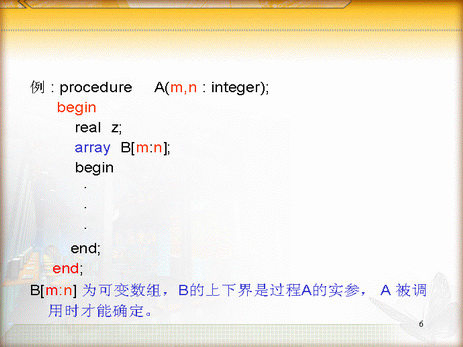 例 : procedure A(m,n : integer);
begin
real z;
array B[m:n];
begin
.
.
.
end;
end;
B[m:n] 为可变数组，B的上下界是过程A的实参， A 被调
用时才能确定。
6